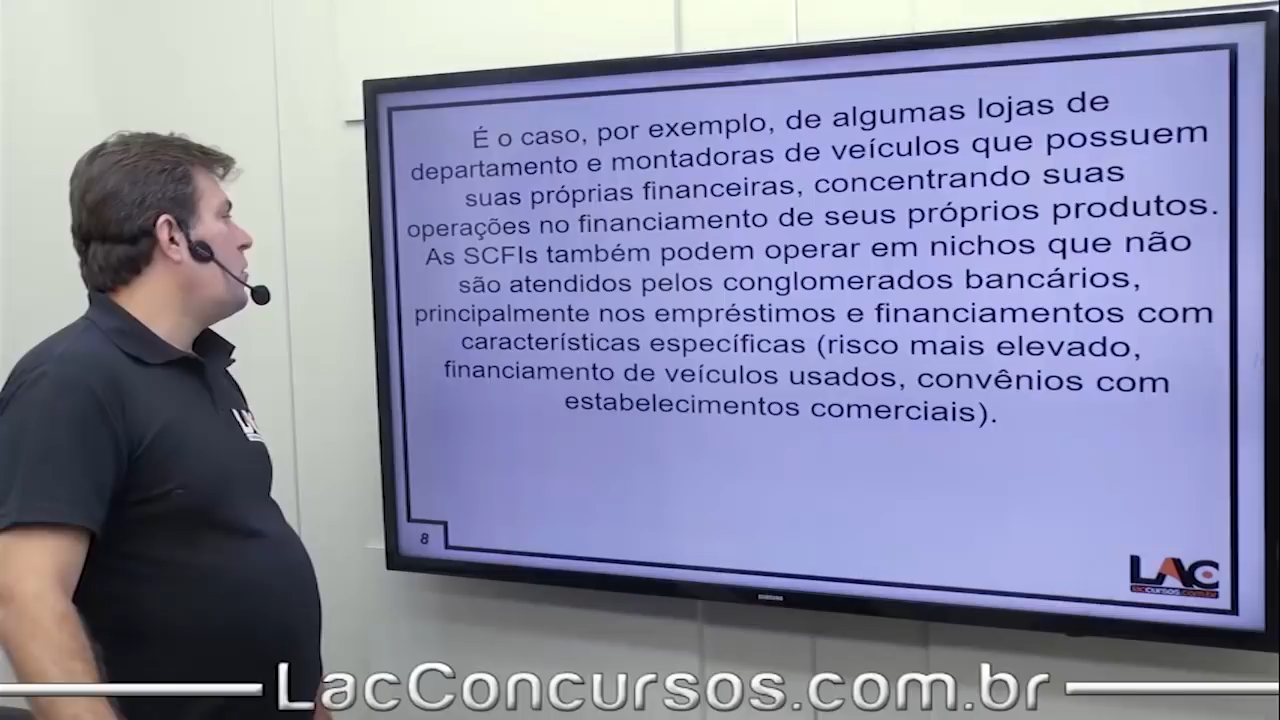 É o caso, por exemplo, de algumas lojas de
departamento e montadoras de veículos que possuem
suas próprias financeiras, concentrando suas
operações no financiamento de seus próprios produtos.
As SCFIs também podem operar em nichos que não
são atendidos pelos conglomerados bancários,
principalmente nos empréstimos e financiamentos com
características específicas (risco mais elevado,
financiamento de veículos usados, convênios com
estabelecimentos comerciais).
8
LAC
laccursos.com.br
SAMSUNG
LAC
LacConcursos.com.br